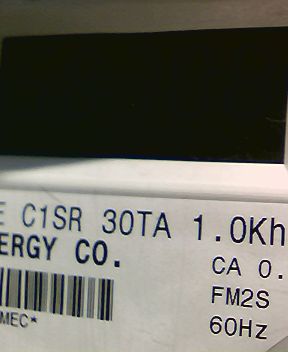 E C1SR 30TA 1.0Kh
ERGY CO.
CA 0.
FM2S
60Hz
MEC*